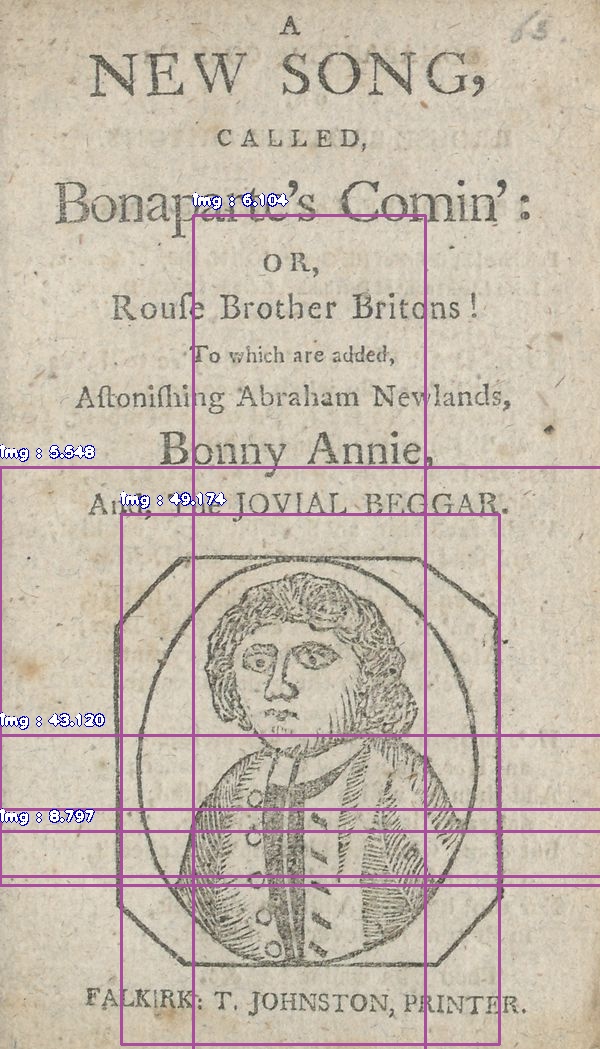 A
63.
NEW SONG,
CALLED,
Bonaparte's Comin':
OR,
Rouſe Brother Britons!
To which are added,
Aſtoniſhing Abraham Newlands,
Bonny Annie,
And, The JOVIAL BEGGAR.
FALKIRK: T. JOHNSTON, PRINTER.
img : 6.104
img : 5.548
img : 49.174
img : 43.120
img : 8.797